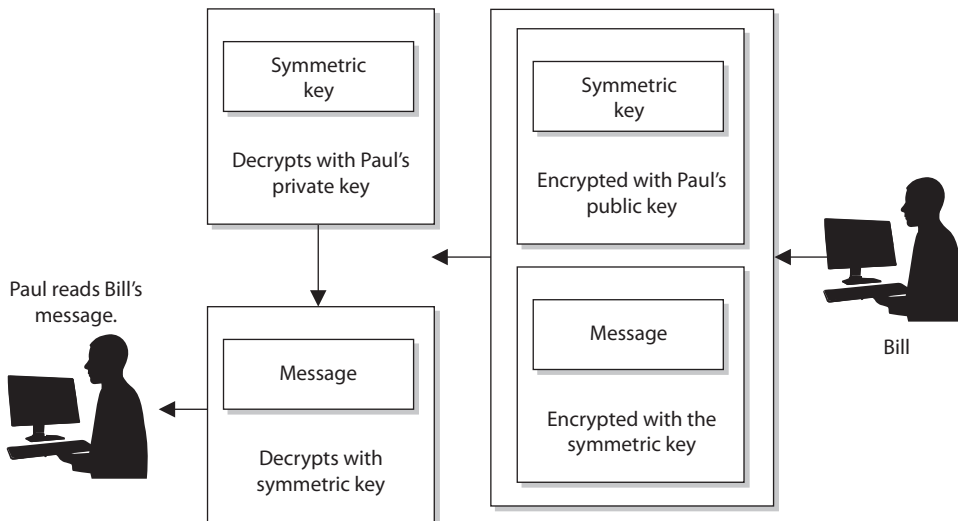 Symmetric
key
Decrypts with Paul’s
private key
Symmetric
key
Encrypted with Paul’s
public key
Paul reads Bill’s
message.
Message
Decrypts with
symmetric key
Message
Encrypted with the
symmetric key
Bill